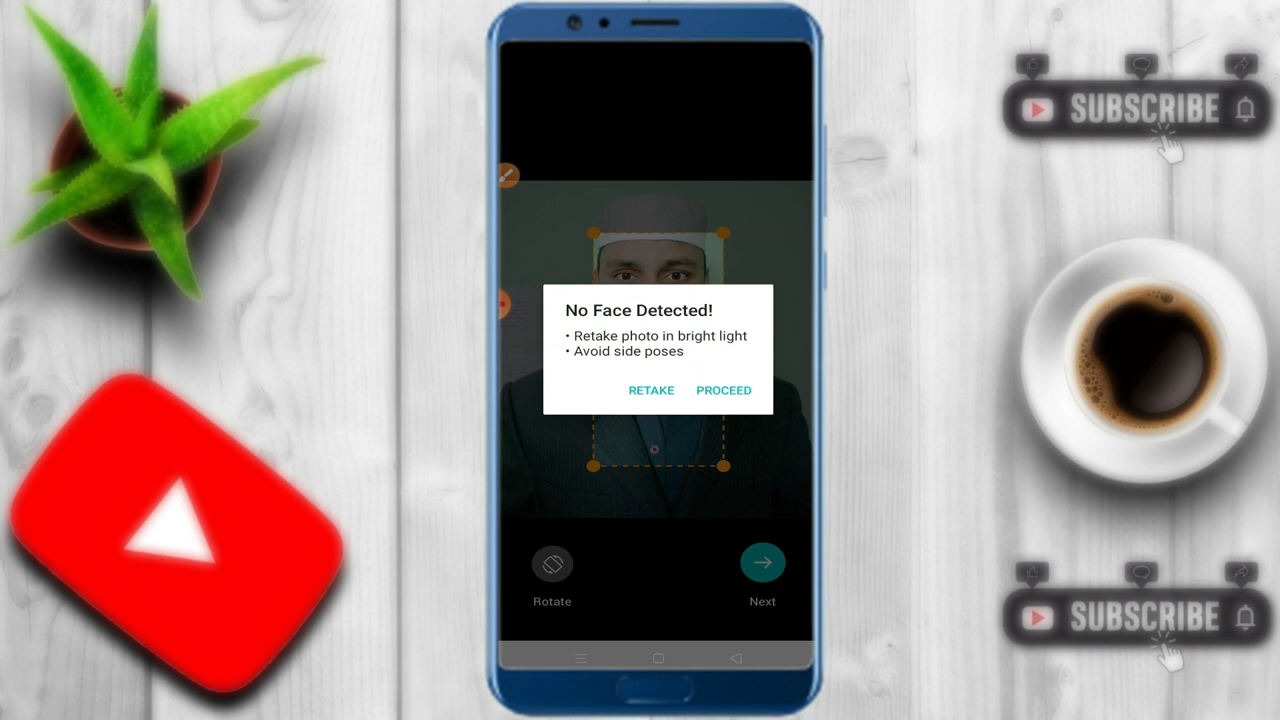 SUBSCRIBE
No Face Detected!
• Retake photo in bright light
• Avoid side poses
RETAKE PROCEED
Rotate
Next
SUBSCRIBE